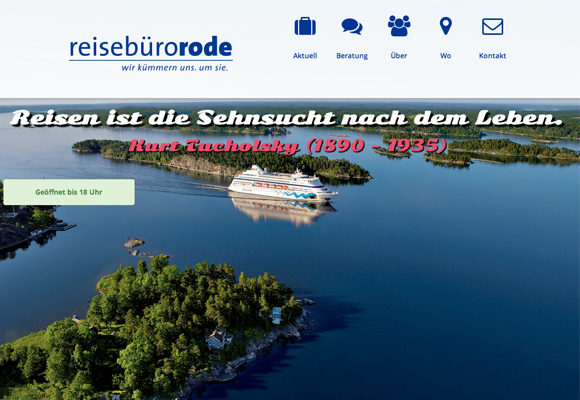 reisebürorode
wir kümmern uns. um sie.
Aktuell
Beratung
Über
Wo
Kontakt
Reisen ist die Sehnsucht nach dem Leben.
Kurt Tucholsky (1890 - 1935)
Geöffnet bis 18 Uhr